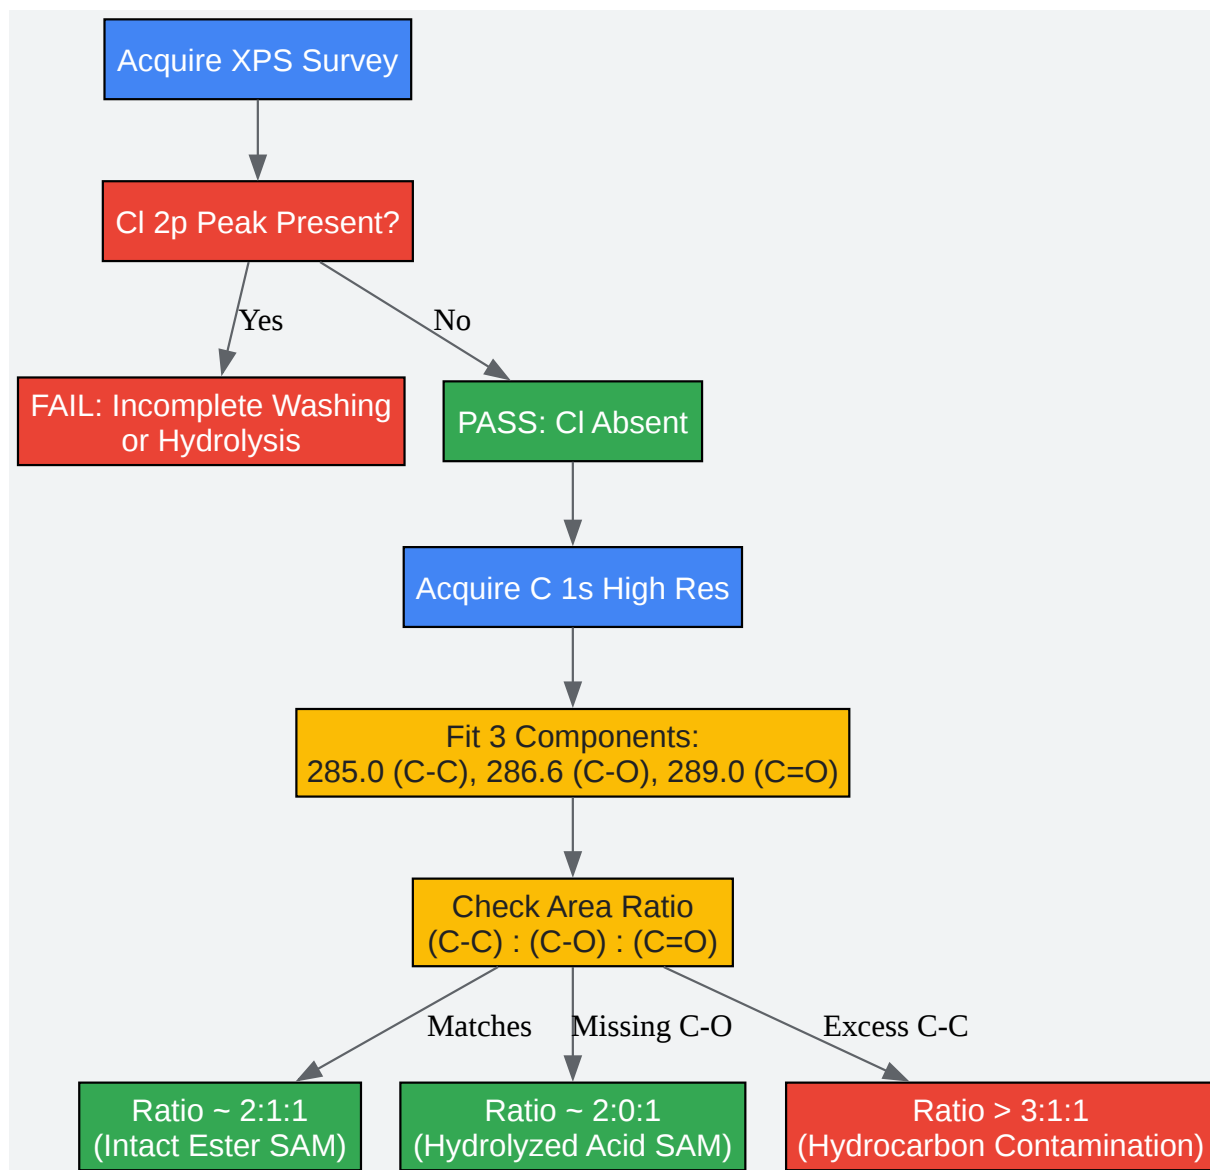 Acquire XPS Survey
Cl 2p Peak Present?
Yes
No
FAIL: Incomplete Washing
or Hydrolysis
PASS: Cl Absent
Acquire C 1s High Res
Fit 3 Components:
285.0 (C-C), 286.6 (C-O), 289.0 (C=O)
Check Area Ratio
(C-C) : (C-O) : (C=O)
Matches
Missing C-O
Excess C-C
Ratio ~ 2:1:1
(Intact Ester SAM)
Ratio ~ 2:0:1
(Hydrolyzed Acid SAM)
Ratio > 3:1:1
(Hydrocarbon Contamination)